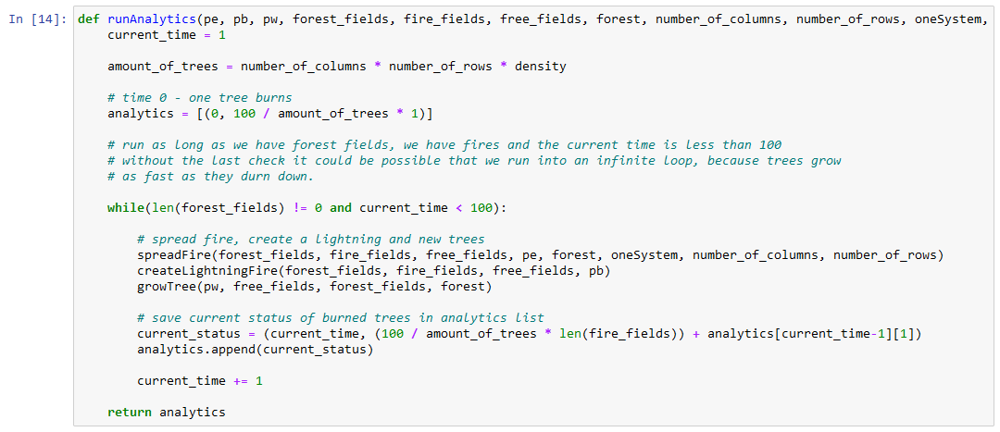 In [14]: def runAnalytics(pe, pb, pw, forest_fields, fire_fields, free_fields, forest, number_of_columns, number_of_rows, oneSystem,
current_time = 1
amount_of_trees = number_of_columns * number_of_rows * density
# time 0 - one tree burns
analytics = [(0, 100 / amount_of_trees * 1)]
# run as long as we have forest fields, we have fires and the current time is less than 100
# without the last check it could be possible that we run into an infinite loop, because trees grow
# as fast as they durn down.
while(len(forest_fields) != 0 and current_time < 100):
# spread fire, create a lightning and new trees
spreadFire(forest_fields, fire_fields, free_fields, pe, forest, oneSystem, number_of_columns, number_of_rows)
createLightningFire(forest_fields, fire_fields, free_fields, pb)
growTree(pw, free_fields, forest_fields, forest)
# save current status of burned trees in analytics list
current_status = (current_time, (100 / amount_of_trees * len(fire_fields)) + analytics[current_time-1][1])
analytics.append(current_status)
current_time += 1
return analytics